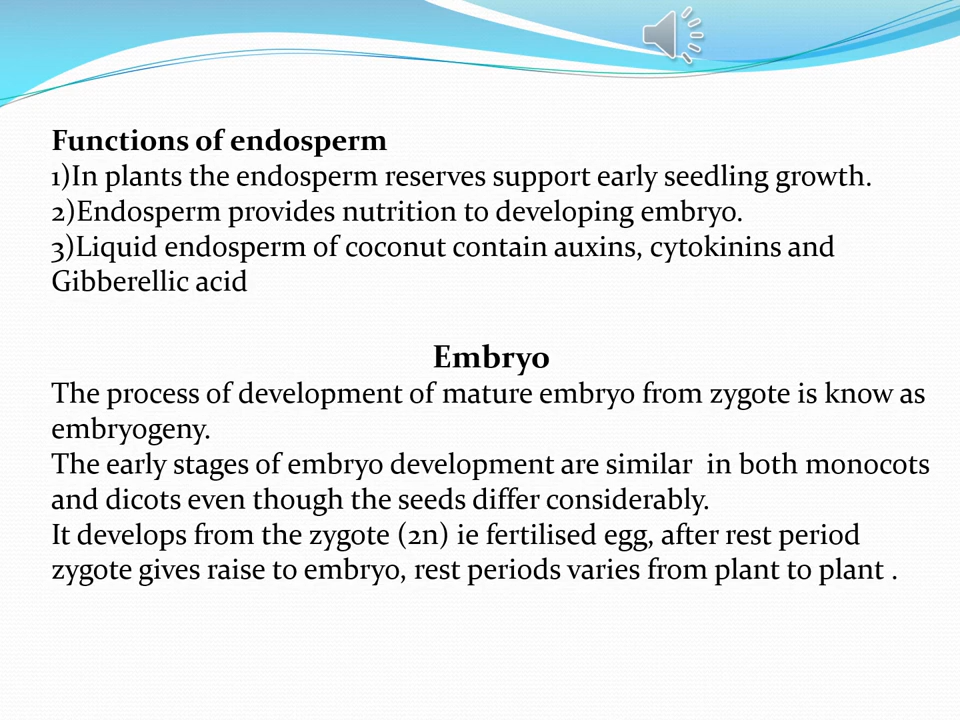 Functions of endosperm
1)In plants the endosperm reserves support early seedling growth.
2)Endosperm provides nutrition to developing embryo.
3)Liquid endosperm of coconut contain auxins, cytokinins and
Gibberellic acid
Embryo
The process of development of mature embryo from zygote is know as
embryogeny.
The early stages of embryo development are similar  in both monocots
and dicots even though the seeds differ considerably.
It develops from the zygote (2n) ie fertilised egg, after rest period
zygote gives raise to embryo, rest periods varies from plant to plant .